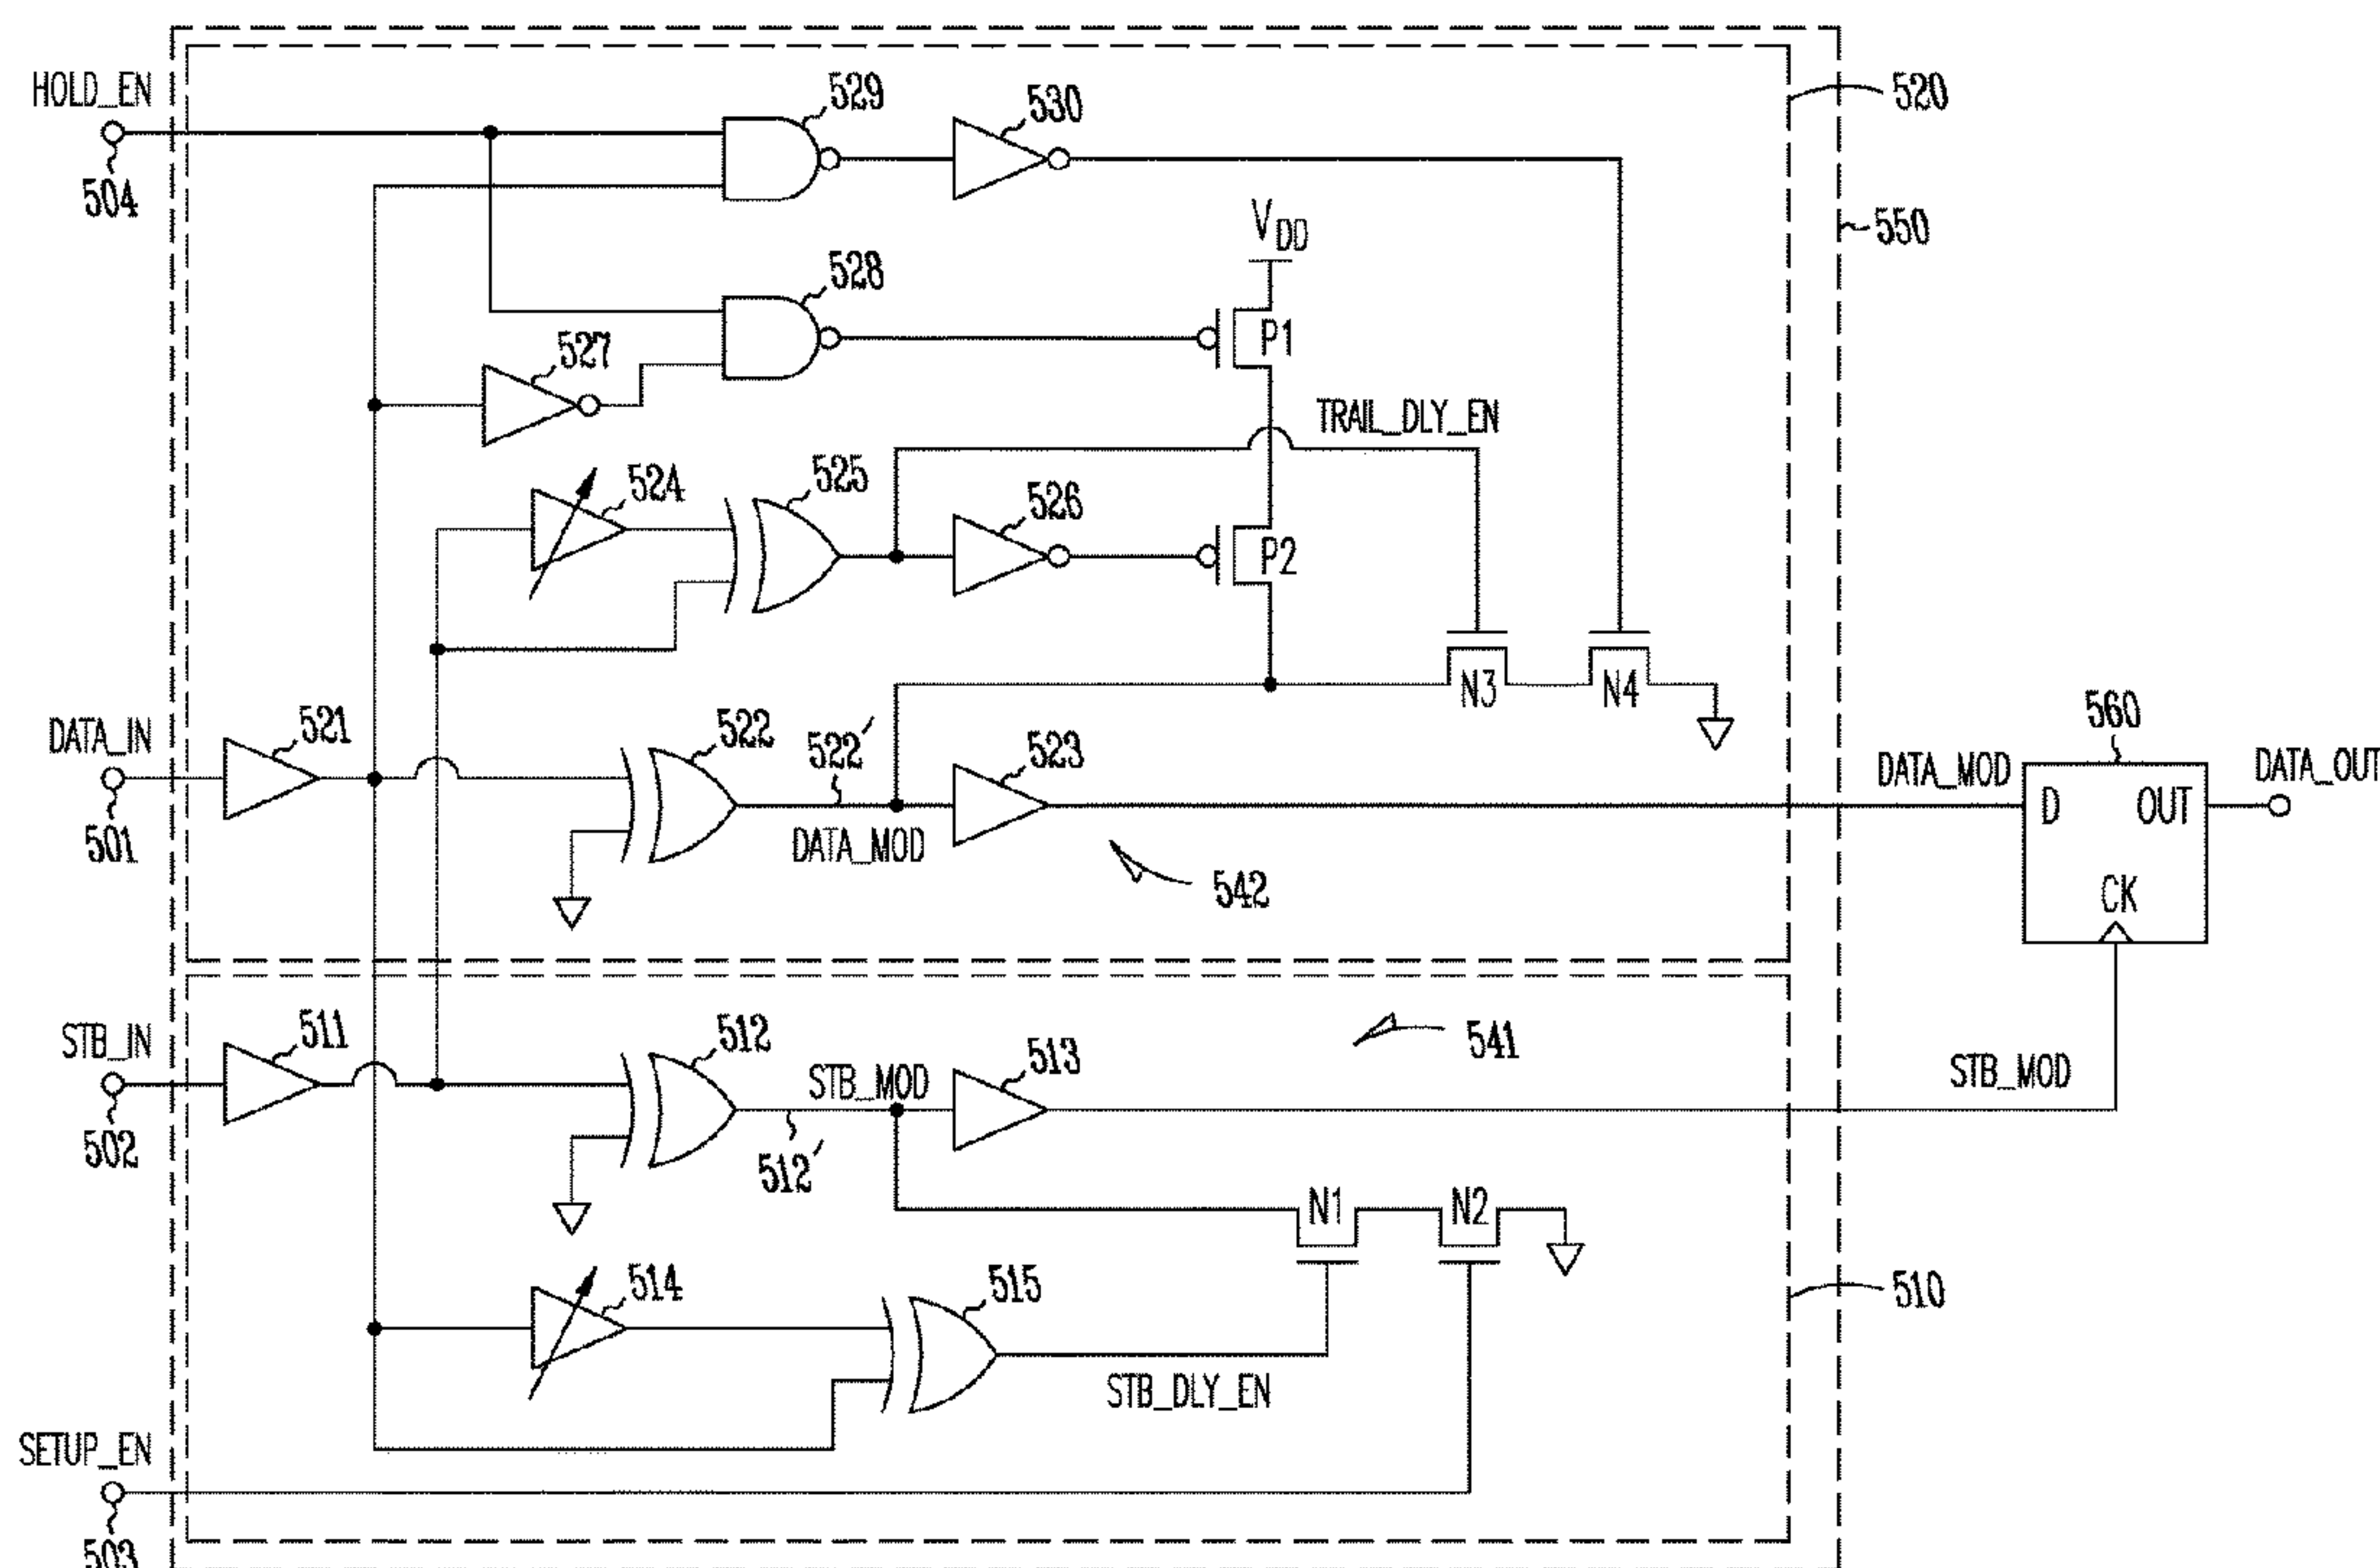 HOLD_EN
504
529
530
520
550
VDD
528
P1
527
TRAIL_DLY_EN
524
525
526
P2
N3
N4
DATA_IN
501
521
522
522'
523
DATA_MOD
542
DATA_MOD
560
D
OUT
CK
DATA_OUT
STB_IN
502
511
512
STB_MOD
512'
513
541
STB_MOD
N1
N2
514
515
STB_DLY_EN
510
SETUP_EN
503